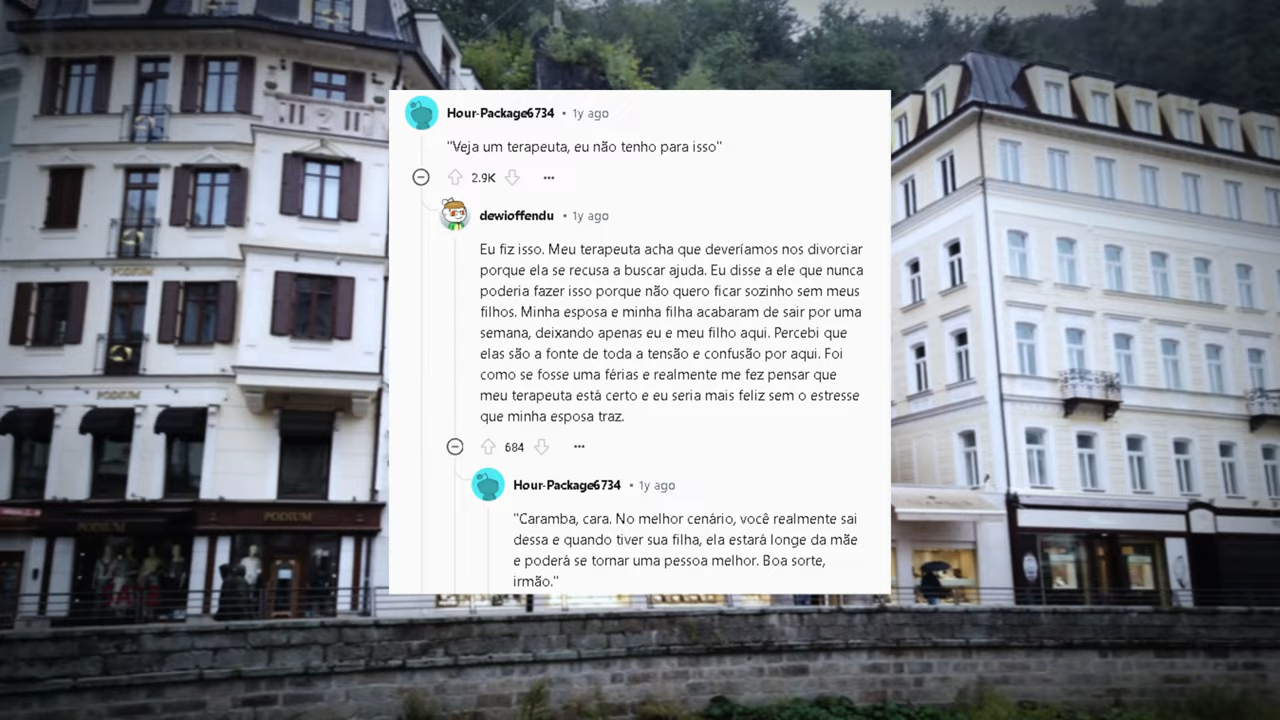 Hour-Package6734 • 1y ago
"Veja um terapeuta, eu não tenho para isso"
2.9K
dewioffendu • 1y ago
Eu fiz isso. Meu terapeuta acha que deveríamos nos divorciar
porque ela se recusa a buscar ajuda. Eu disse a ele que nunca
poderia fazer isso porque não quero ficar sozinho sem meus
filhos. Minha esposa e minha filha acabaram de sair por uma
semana, deixando apenas eu e meu filho aqui. Percebi que
elas são a fonte de toda a tensão e confusão por aqui. Foi
como se fosse uma férias e realmente me fez pensar que
meu terapeuta está certo e eu seria mais feliz sem o estresse
que minha esposa traz.
684
Hour-Package6734 • 1y ago
"Caramba, cara. No melhor cenário, você realmente sai
dessa e quando tiver sua filha, ela estará longe da mãe
e poderá se tornar uma pessoa melhor. Boa sorte,
irmão."
PODIUM
PODIUM
PODIUM